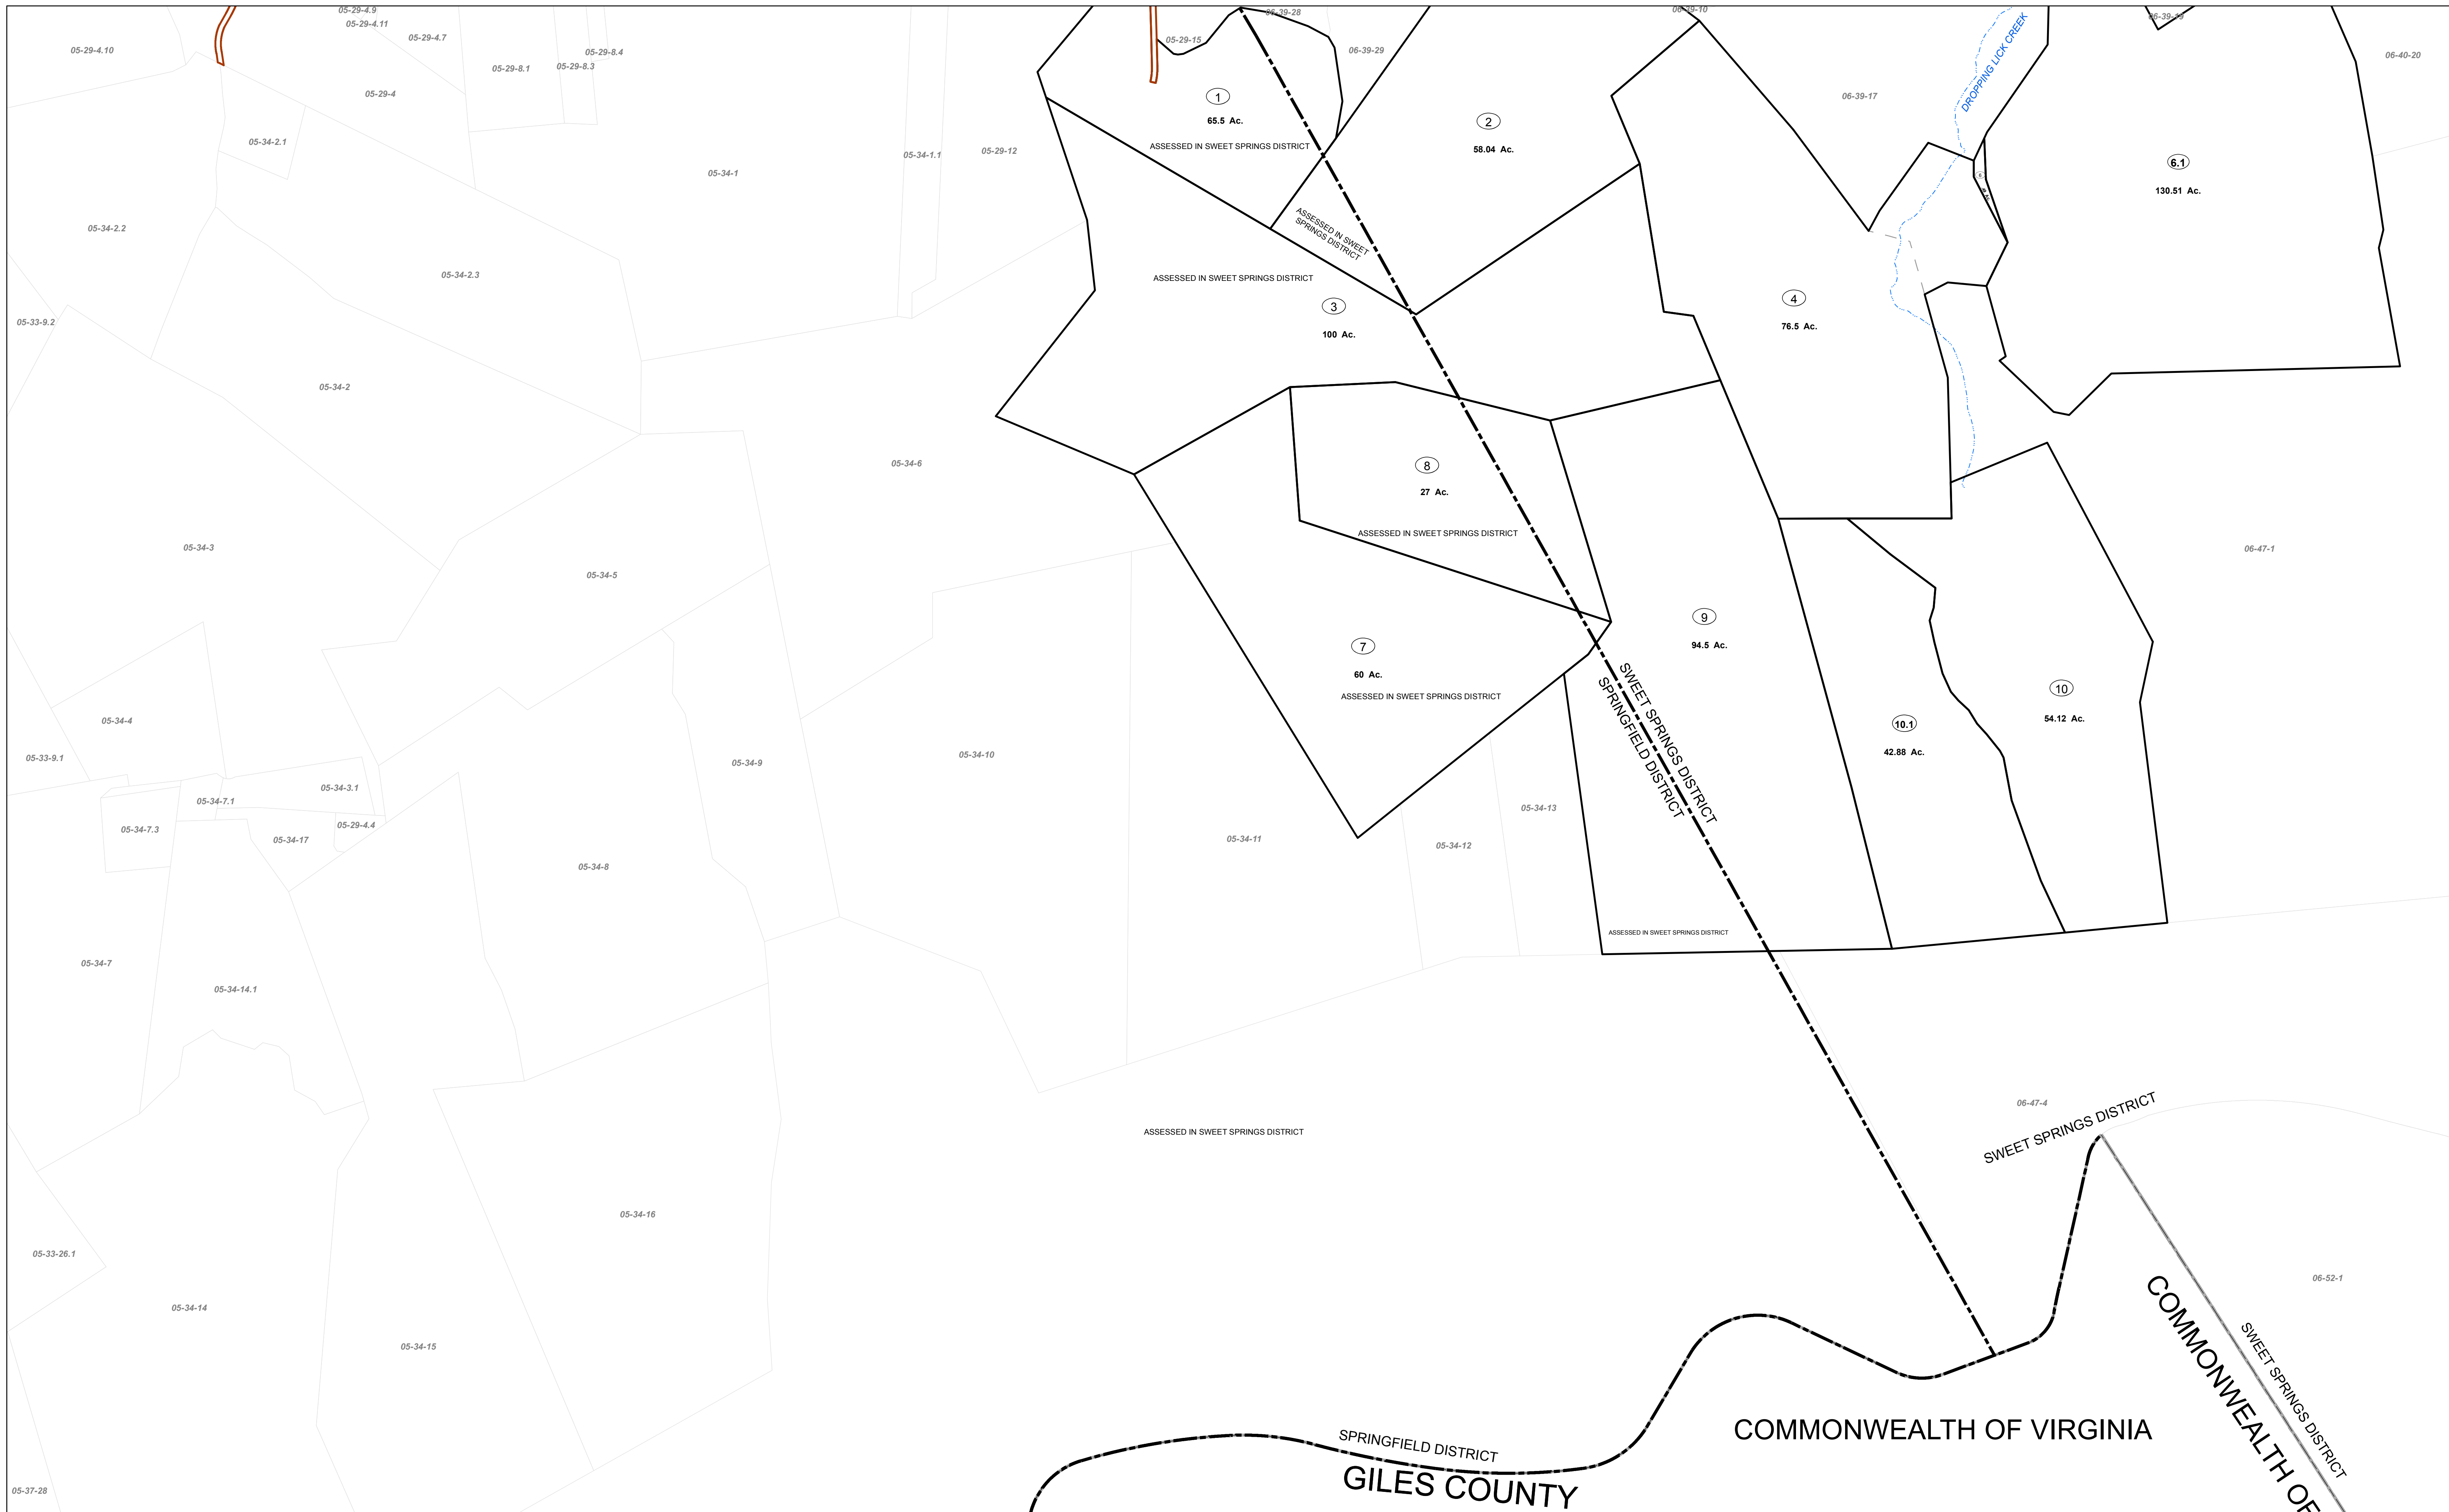 05-29-4.9
06-39-28
06-39-10
06-39-19
05-29-4.11
05-29-4.7
05-29-15
05-29-4.10
05-29-8.4
06-39-29
06-40-20
05-29-8.1
05-29-8.3
DROPPING LICK CREEK
05-29-4
1
65.5 Ac.
ASSESSED IN SWEET SPRINGS DISTRICT
2
58.04 Ac.
06-39-17
05-34-2.1
05-34-1.1
05-29-12
6.1
130.51 Ac.
05-34-1
6
ASSESSED IN SWEET
SPRINGS DISTRICT
05-34-2.2
05-34-2.3
ASSESSED IN SWEET SPRINGS DISTRICT
3
100 Ac.
4
76.5 Ac.
05-33-9.2
05-34-2
05-34-6
8
27 Ac.
ASSESSED IN SWEET SPRINGS DISTRICT
05-34-3
06-47-1
05-34-5
9
94.5 Ac.
7
60 Ac.
ASSESSED IN SWEET SPRINGS DISTRICT
SWEET SPRINGS DISTRICT
SPRINGFIELD DISTRICT
10
54.12 Ac.
10.1
42.88 Ac.
05-34-4
05-33-9.1
05-34-9
05-34-10
05-34-3.1
05-34-7.1
05-34-13
05-34-7.3
05-29-4.4
05-34-17
05-34-11
05-34-12
05-34-8
ASSESSED IN SWEET SPRINGS DISTRICT
05-34-7
05-34-14.1
06-47-4
SWEET SPRINGS DISTRICT
ASSESSED IN SWEET SPRINGS DISTRICT
05-34-16
05-33-26.1
06-52-1
05-34-14
05-34-15
SWEET SPRINGS DISTRICT
COMMONWEALTH OF
COMMONWEALTH OF VIRGINIA
SPRINGFIELD DISTRICT
GILES COUNTY
05-37-28